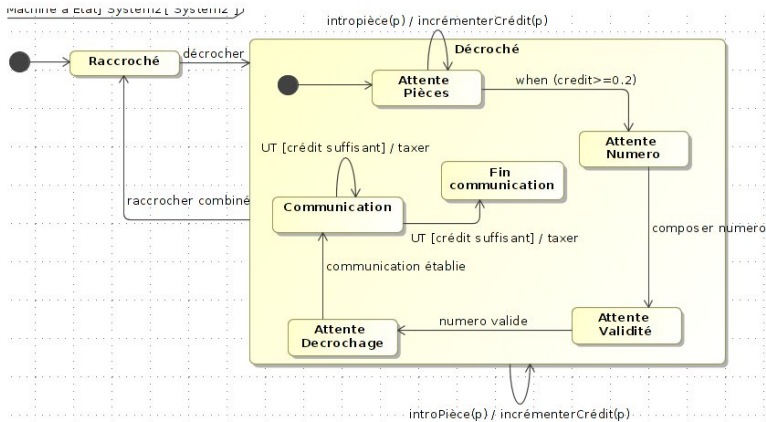 Machine à Etat] System2 [ System2 ])
intropièce(p) / incrémenterCrédit(p)
décrocher
Décroché
Raccroché
Attente
Pièces
when (credit>=0.2)
Attente
Numero
UT [crédit suffisant] / taxer
Fin
communication
raccrocher combiné
Communication
composer numero
UT [crédit suffisant] / taxer
communication établie
Attente
Validité
numero valide
Attente
Decrochage
introPièce(p) / incrémenterCrédit(p)